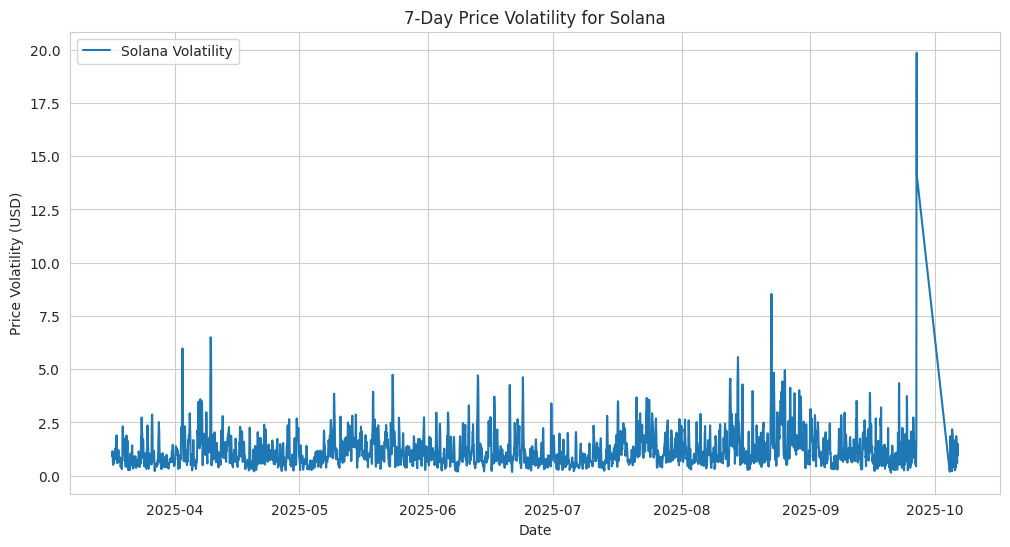 7-Day Price Volatility for Solana
Solana Volatility
Price Volatility (USD)
20.0
17.5
15.0
12.5
10.0
7.5
5.0
2.5
0.0
2025-04 2025-05 2025-06 2025-07 2025-08 2025-09 2025-10
Date